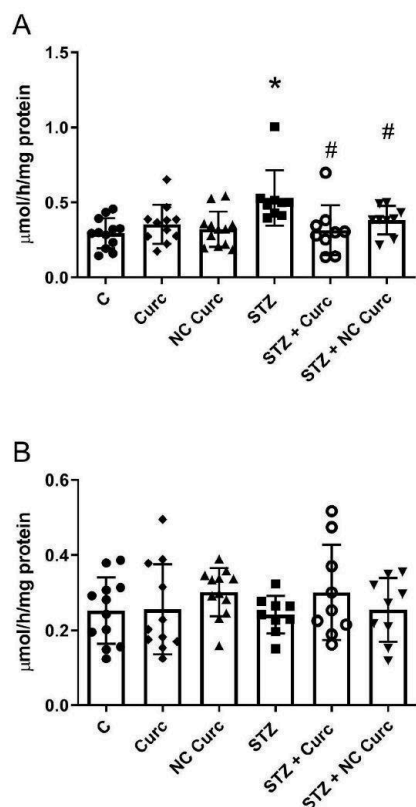 A
μmol/h/mg protein
1.5
1.0
0.5
0.0
*
#
#
C
Curc
NC Curc
STZ
STZ + Curc
STZ + NC Curc
B
μmol/h/mg protein
0.6
0.4
0.2
0.0
C
Curc
NC Curc
STZ
STZ + Curc
STZ + NC Curc